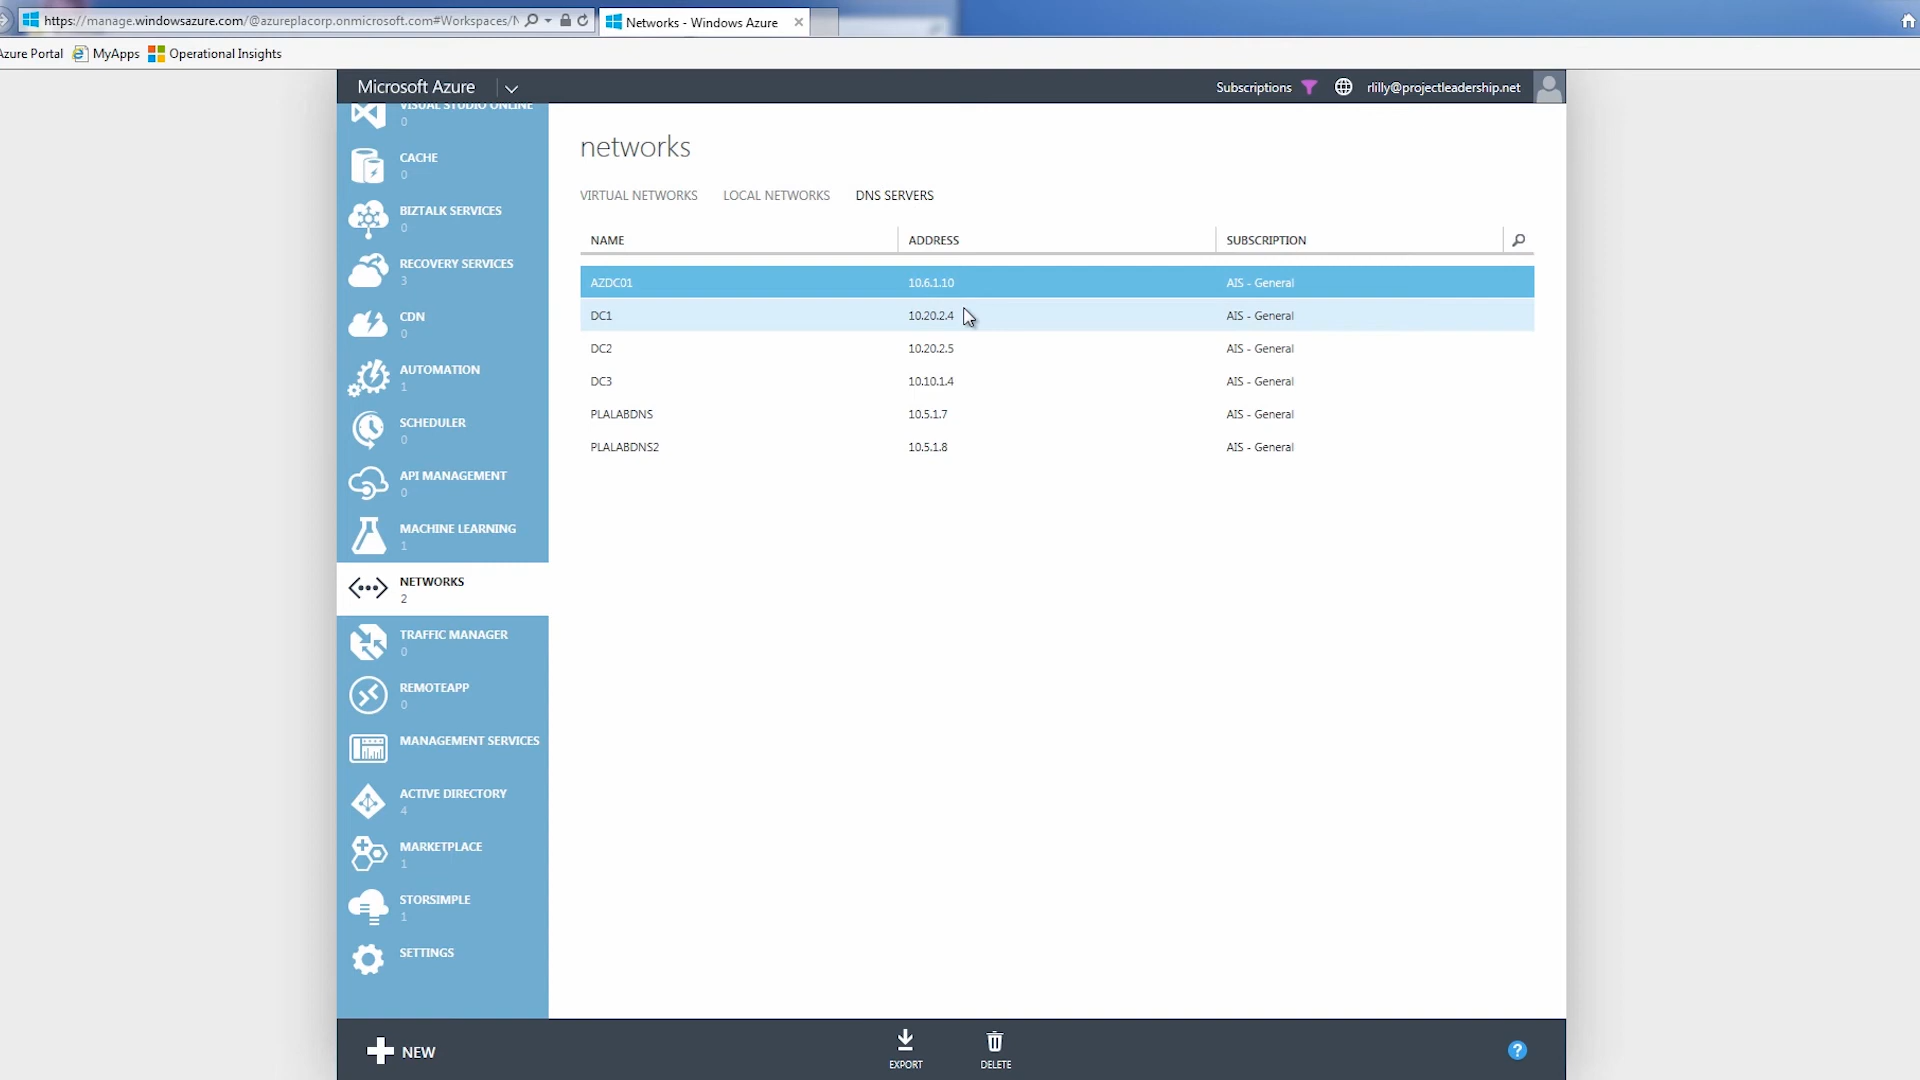 https://manage.windowsazure.com/@azureplacorp.onmicrosoft.com#Workspaces/N
Networks - Windows Azure
Azure Portal
MyApps
Operational Insights
Microsoft Azure
Subscriptions
rlilly@projectleadership.net
VISUAL STUDIO ONLINE
0
CACHE
0
BIZTALK SERVICES
0
RECOVERY SERVICES
3
CDN
0
AUTOMATION
1
SCHEDULER
0
API MANAGEMENT
0
MACHINE LEARNING
1
NETWORKS
2
TRAFFIC MANAGER
0
REMOTEAPP
0
MANAGEMENT SERVICES
ACTIVE DIRECTORY
4
MARKETPLACE
1
STORSIMPLE
1
SETTINGS
networks
VIRTUAL NETWORKS LOCAL NETWORKS DNS SERVERS
NAME ADDRESS SUBSCRIPTION
AZDC01 10.6.1.10 AIS - General
DC1 10.20.2.4 AIS - General
DC2 10.20.2.5 AIS - General
DC3 10.10.1.4 AIS - General
PLALABDNS 10.5.1.7 AIS - General
PLALABDNS2 10.5.1.8 AIS - General
NEW
EXPORT
DELETE
?